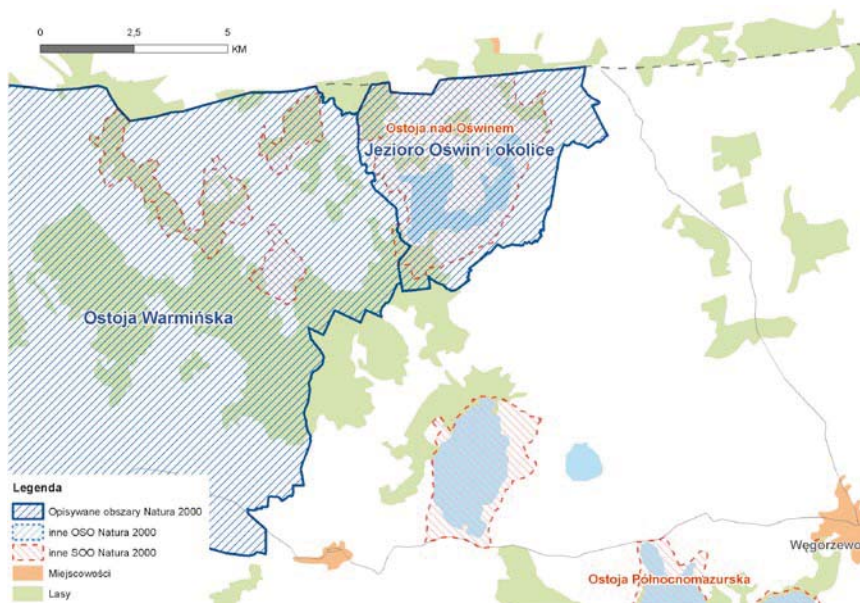 0 2,5 5
KM
Ostoja nad Oświnem
Jezioro Oświn i okolice
Ostoja Warmińska
Legenda
Opisywane obszary Natura 2000
inne OSO Natura 2000
inne SOO Natura 2000
Miejscowości
Lasy
Węgorzewo
Ostoja Północnomazurska